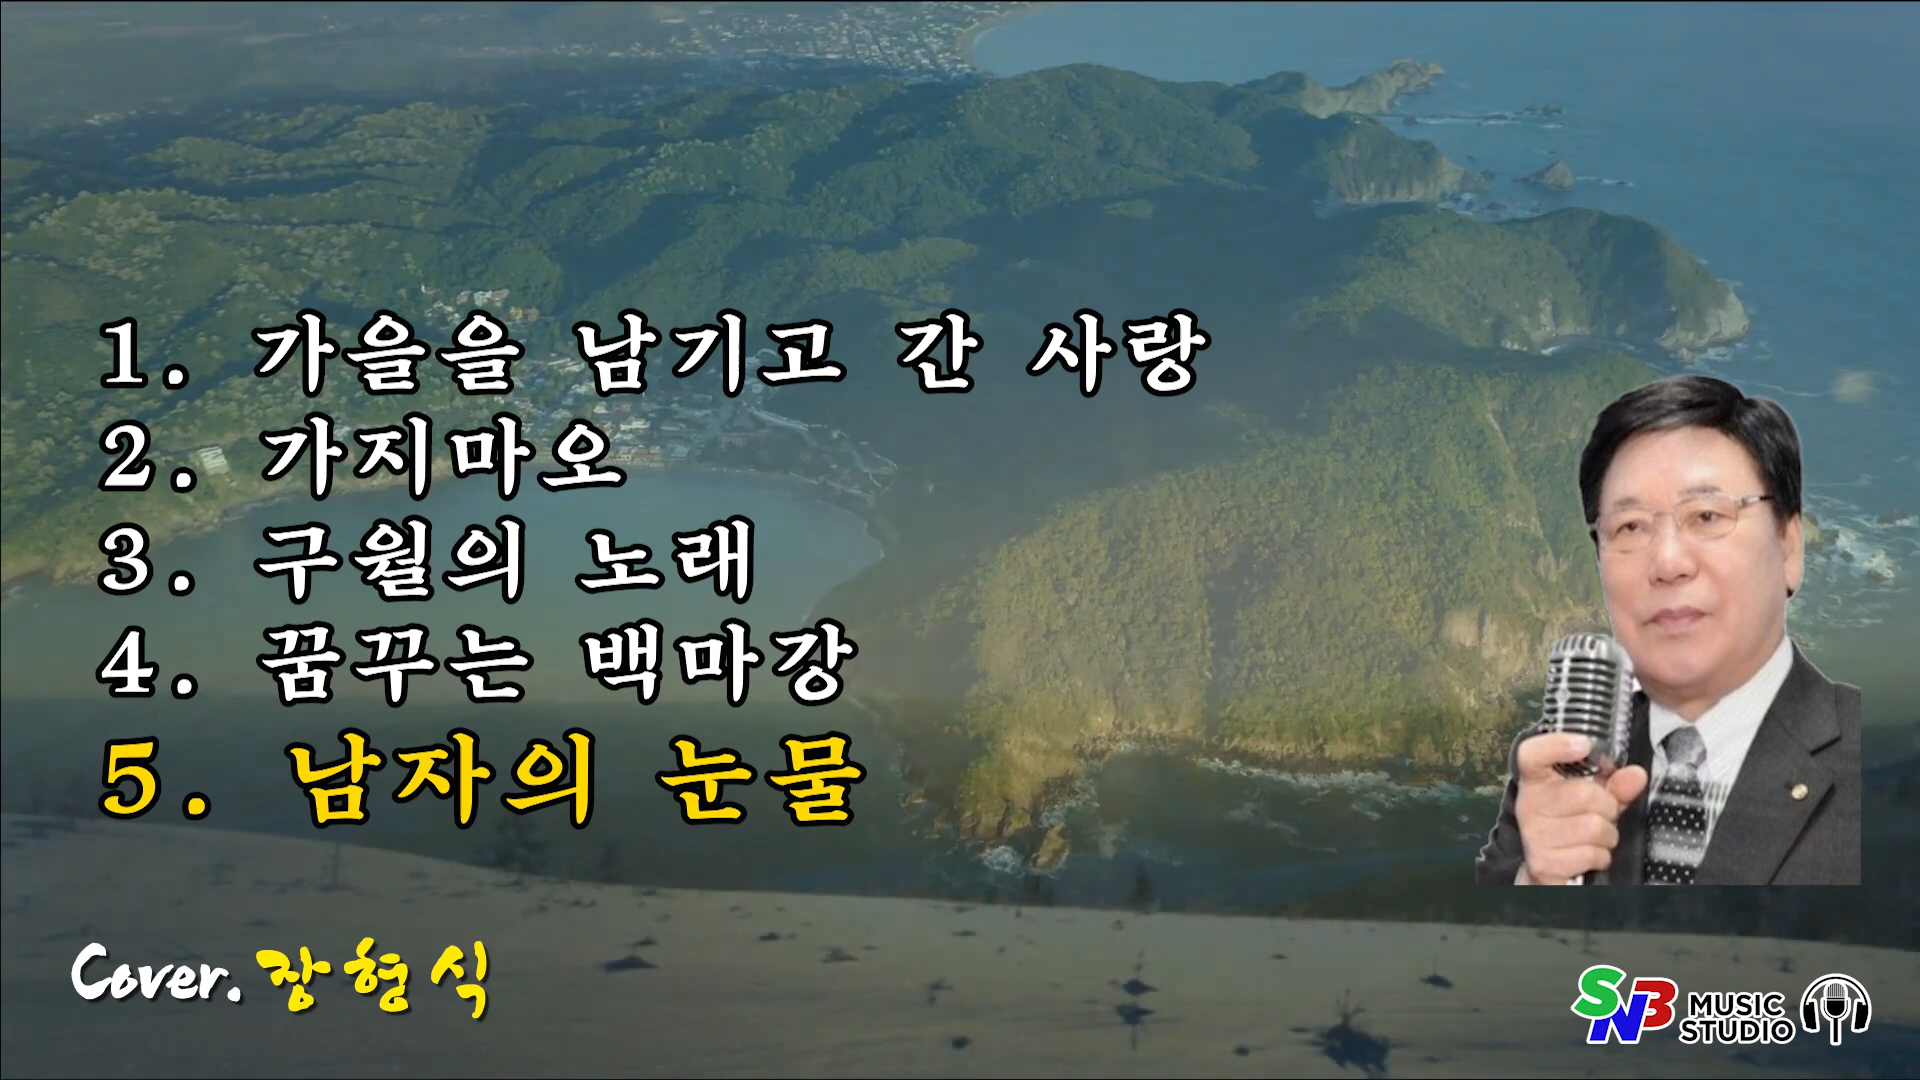 1. 가을을 남기고 간 사랑
2. 가지마오
3. 구월의 노래
4. 꿈꾸는 백마강
5. 남자의 눈물
Cover. 장형식
SNB MUSIC
STUDIO